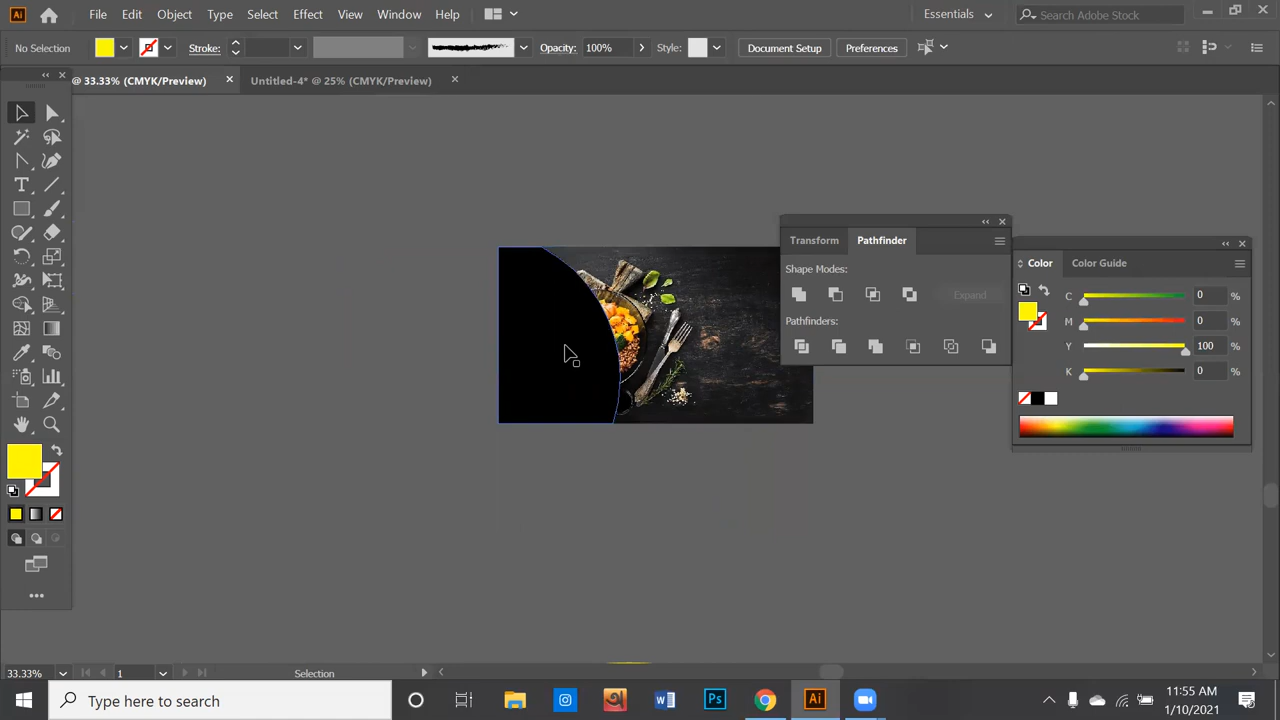 Ai File Edit Object Type Select Effect View Window Help Essentials Search Adobe Stock
No Selection Stroke: Opacity: 100% Style: Document Setup Preferences
@ 33.33% (CMYK/Preview) Untitled-4* @ 25% (CMYK/Preview)
Transform Pathfinder
Shape Modes:
Expand
Pathfinders:
Color Color Guide
C 0 %
M 0 %
Y 100 %
K 0 %
T
33.33% 1 Selection
Type here to search
W Ps Ai
11:55 AM
1/10/2021